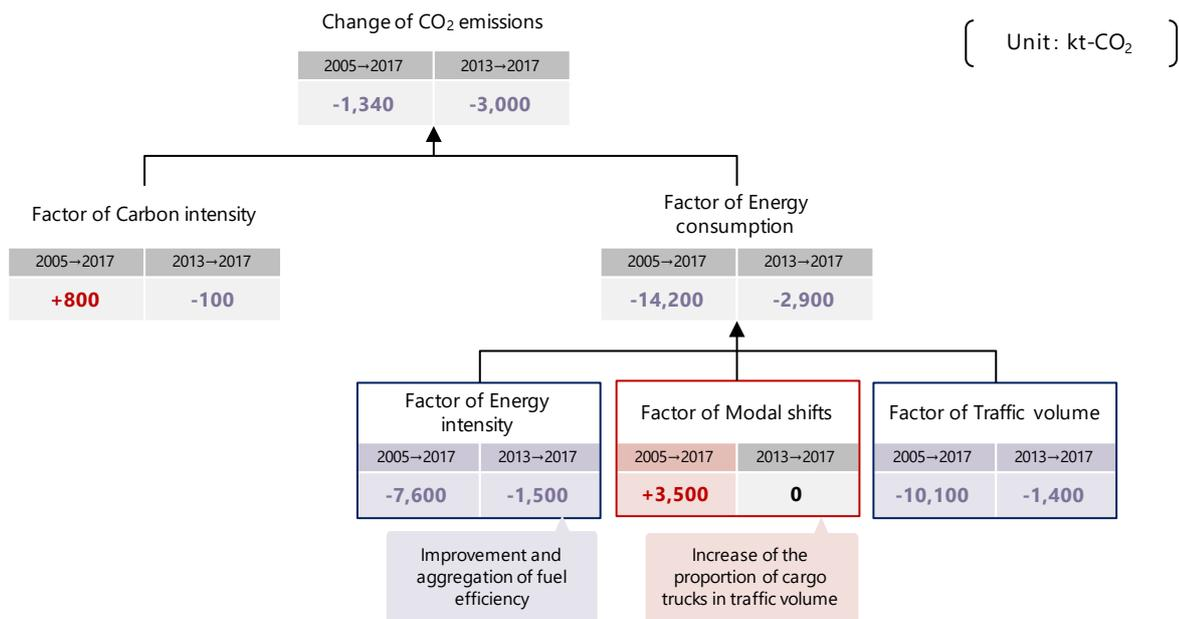 Change of CO₂ emissions
Unit: kt-CO₂
2005→2017 2013→2017
-1,340 -3,000
Factor of Carbon intensity
2005→2017 2013→2017
+800 -100
Factor of Energy
consumption
2005→2017 2013→2017
-14,200 -2,900
Factor of Energy
intensity
2005→2017 2013→2017
-7,600 -1,500
Factor of Modal shifts
2005→2017 2013→2017
+3,500 0
Factor of Traffic volume
2005→2017 2013→2017
-10,100 -1,400
Improvement and
aggregation of fuel
efficiency
Increase of the
proportion of cargo
trucks in traffic volume